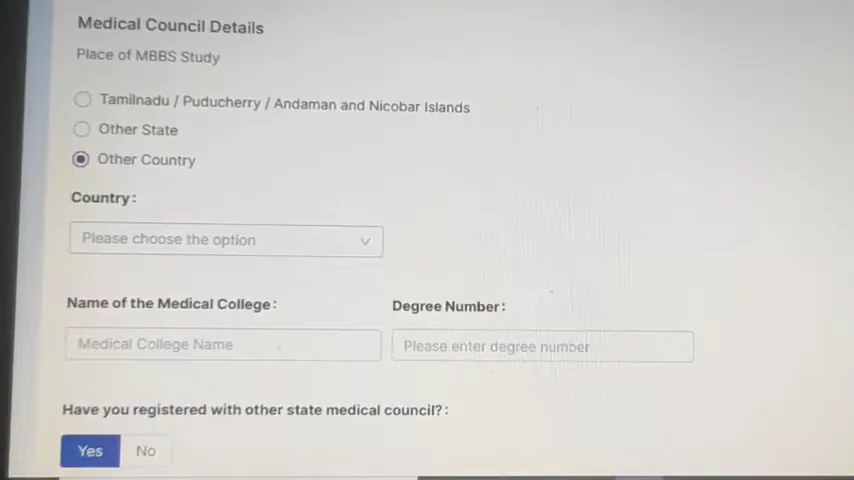 Medical Council Details
Place of MBBS Study
Tamilnadu / Puducherry / Andaman and Nicobar Islands
Other State
Other Country
Country:
Please choose the option
Name of the Medical College: Degree Number:
Medical College Name Please enter degree number
Have you registered with other state medical council?:
Yes No